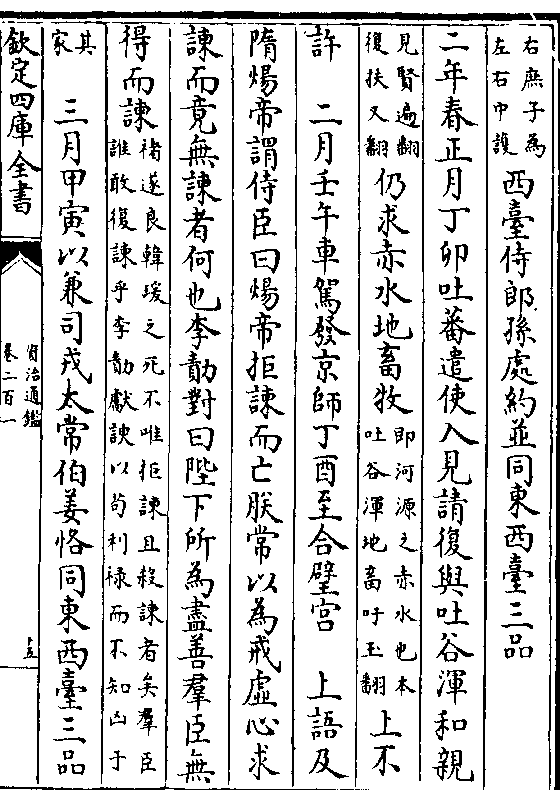 右庶子為
左右中護
西臺侍郎孫處約並同東西臺三品
二年春正月丁卯吐蕃遣使入見請復與吐谷渾和親
見賢遍翻
復扶又翻
仍求赤水地畜牧
即河源之赤水也本
吐谷渾地畜吁玉翻
上不
許　二月壬午車駕發京師丁酉至合璧宮　上語及
隋煬帝謂侍臣曰煬帝拒諫而亡朕常以為戒虛心求
諫而竟無諫者何也李勣對曰陛下所為盡善羣臣無
得而諫
褚遂良韓瑗之死不唯拒諫且殺諫者矣羣臣
誰敢復諫乎李勣獻諛以苟利祿而不知凶于
其
家
三月甲寅以兼司戎太常伯姜恪同東西臺三品
欽定四庫全書
資治通鑑
卷二百一
十五